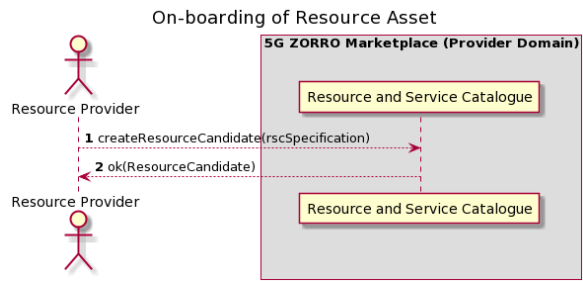 On-boarding of Resource Asset
5G ZORRO Marketplace (Provider Domain)
Resource Provider
Resource and Service Catalogue
1 createResourceCandidate(rscSpecification)
2 ok(ResourceCandidate)
Resource Provider
Resource and Service Catalogue